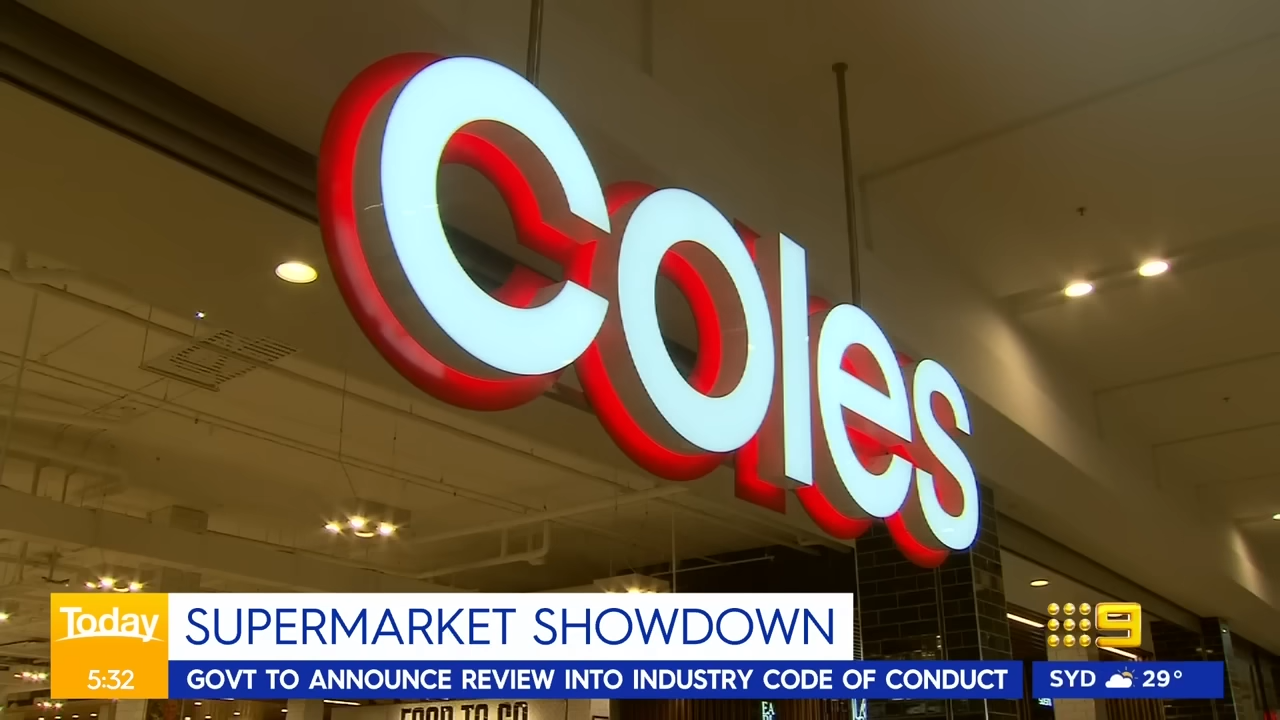 coles
Today
SUPERMARKET SHOWDOWN
5:32
GOVT TO ANNOUNCE REVIEW INTO INDUSTRY CODE OF CONDUCT
9
SYD 29°
FOOD TO GO